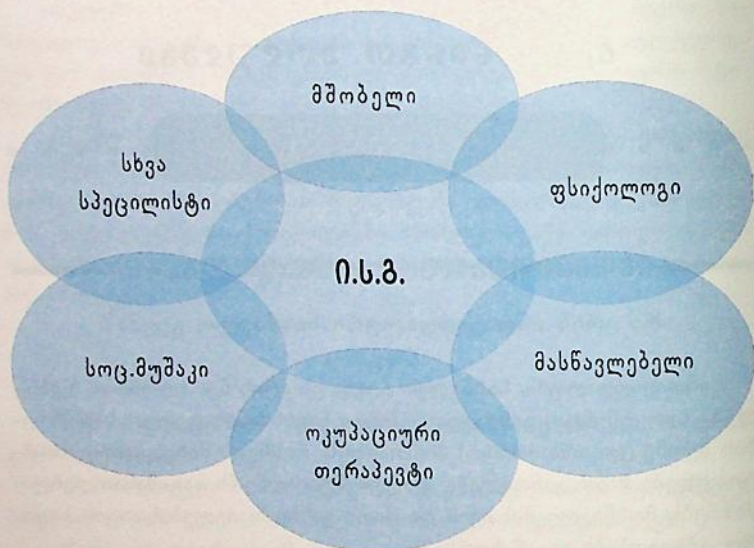 მშობელი
სხვა
სპეცილისტი
ფსიქოლოგი
ი.ს.გ.
სოც.მუშაკი
მასწავლებელი
ოკუპაციური
თერაპევტი